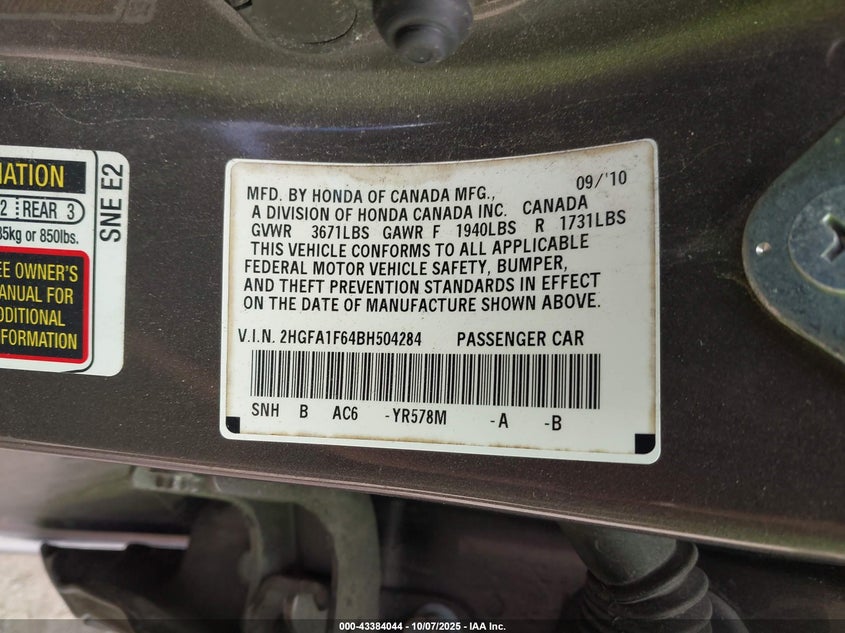 MFD. BY HONDA OF CANADA MFG., 09/'10
A DIVISION OF HONDA CANADA INC. CANADA
GVWR 3671LBS GAWR F 1940LBS R 1731LBS
THIS VEHICLE CONFORMS TO ALL APPLICABLE
FEDERAL MOTOR VEHICLE SAFETY, BUMPER,
AND THEFT PREVENTION STANDARDS IN EFFECT
ON THE DATE OF MANUFACTURE SHOWN ABOVE.
V.I.N. 2HGFA1F64BH504284 PASSENGER CAR
SNH B AC6 -YR578M -A -B
MATION
2 REAR 3
85kg or 850lbs.
EE OWNER'S
ANUAL FOR
DDITIONAL
FORMATION
SNE E2
000-43384044 / 10/07/2025 - IAA Inc.